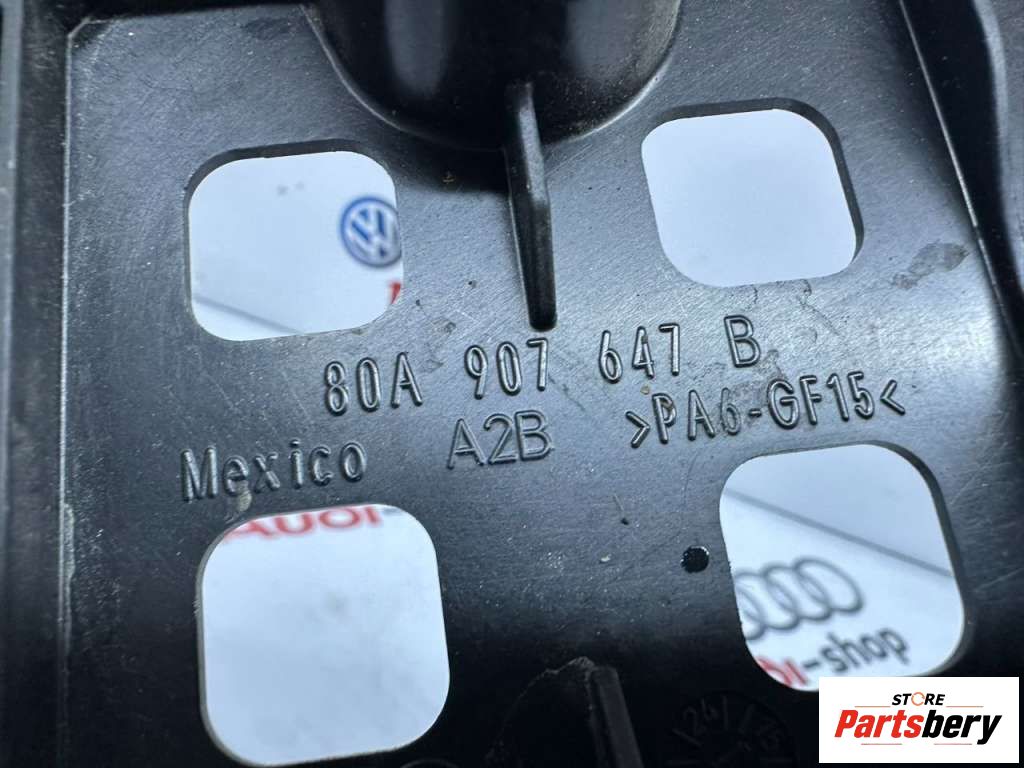 80A 907 647 B
Mexico A2B >PA6-GF15<
AUDI
-shop
STORE
Partsbery